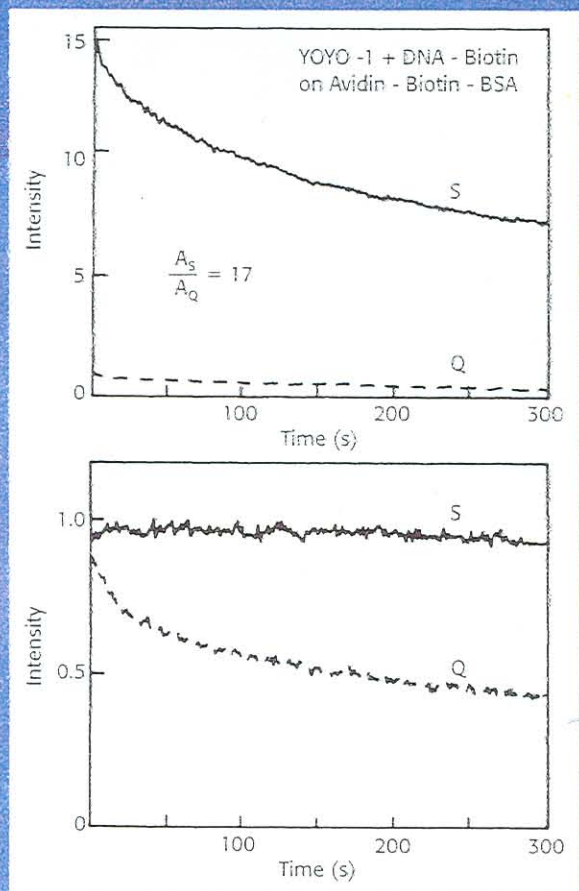 15
10
5
0
Intensity
YOYO -1 + DNA - Biotin
on Avidin - Biotin - BSA
S
A_S
A_Q
= 17
Q
100
200
300
Time (s)
1.0
0.5
0
Intensity
S
Q
100
200
300
Time (s)